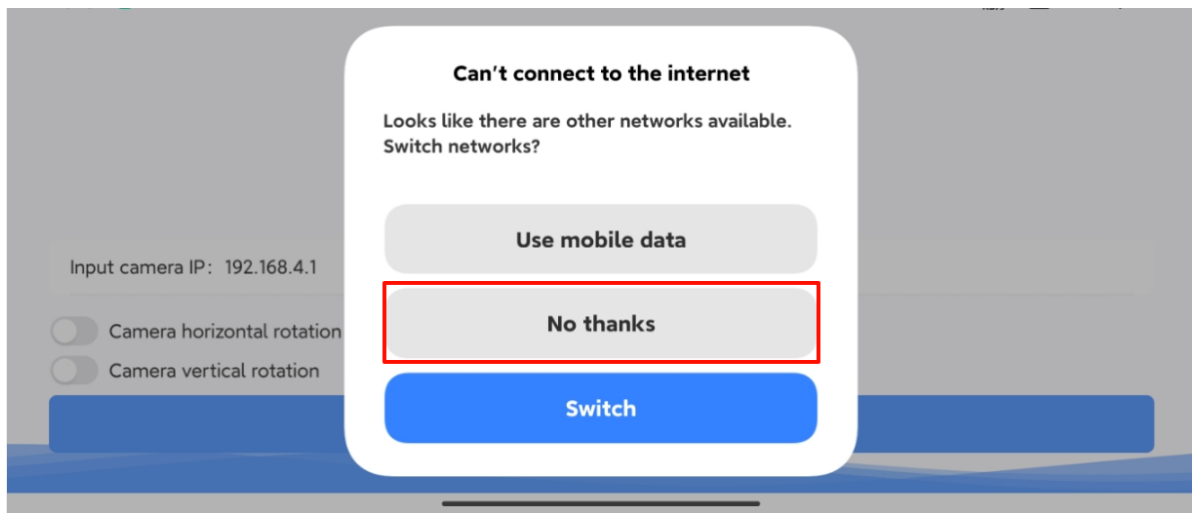 Can't connect to the internet
Looks like there are other networks available.
Switch networks?
Use mobile data
Input camera IP: 192.168.4.1
No thanks
Camera horizontal rotation
Camera vertical rotation
Switch